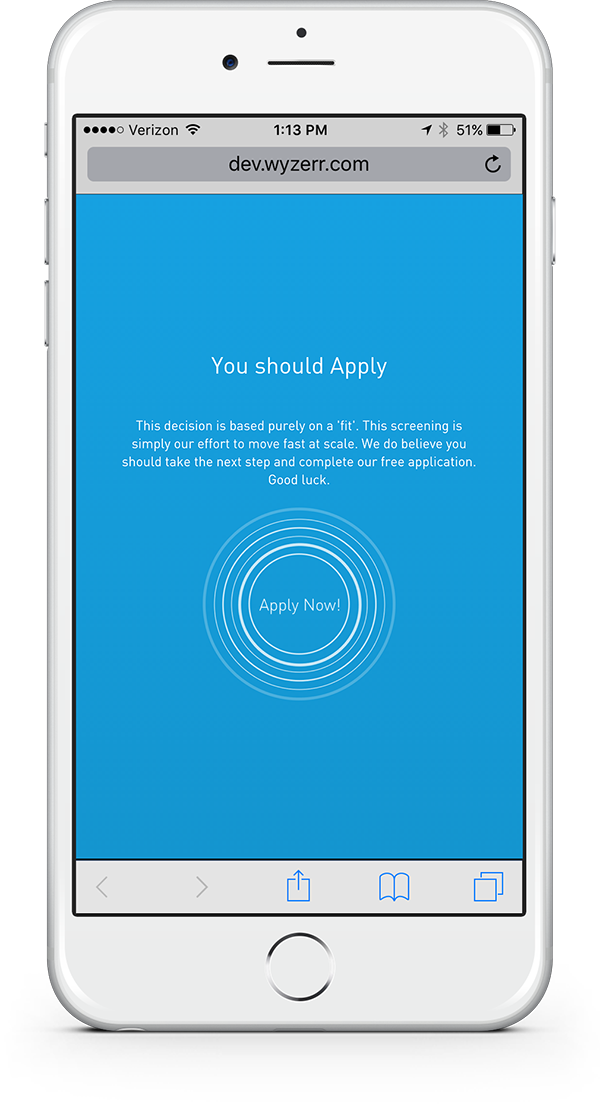 Verizon 1:13 PM 51%
dev.wyzerr.com
You should Apply
This decision is based purely on a 'fit'. This screening is
simply our effort to move fast at scale. We do believe you
should take the next step and complete our free application.
Good luck.
Apply Now!